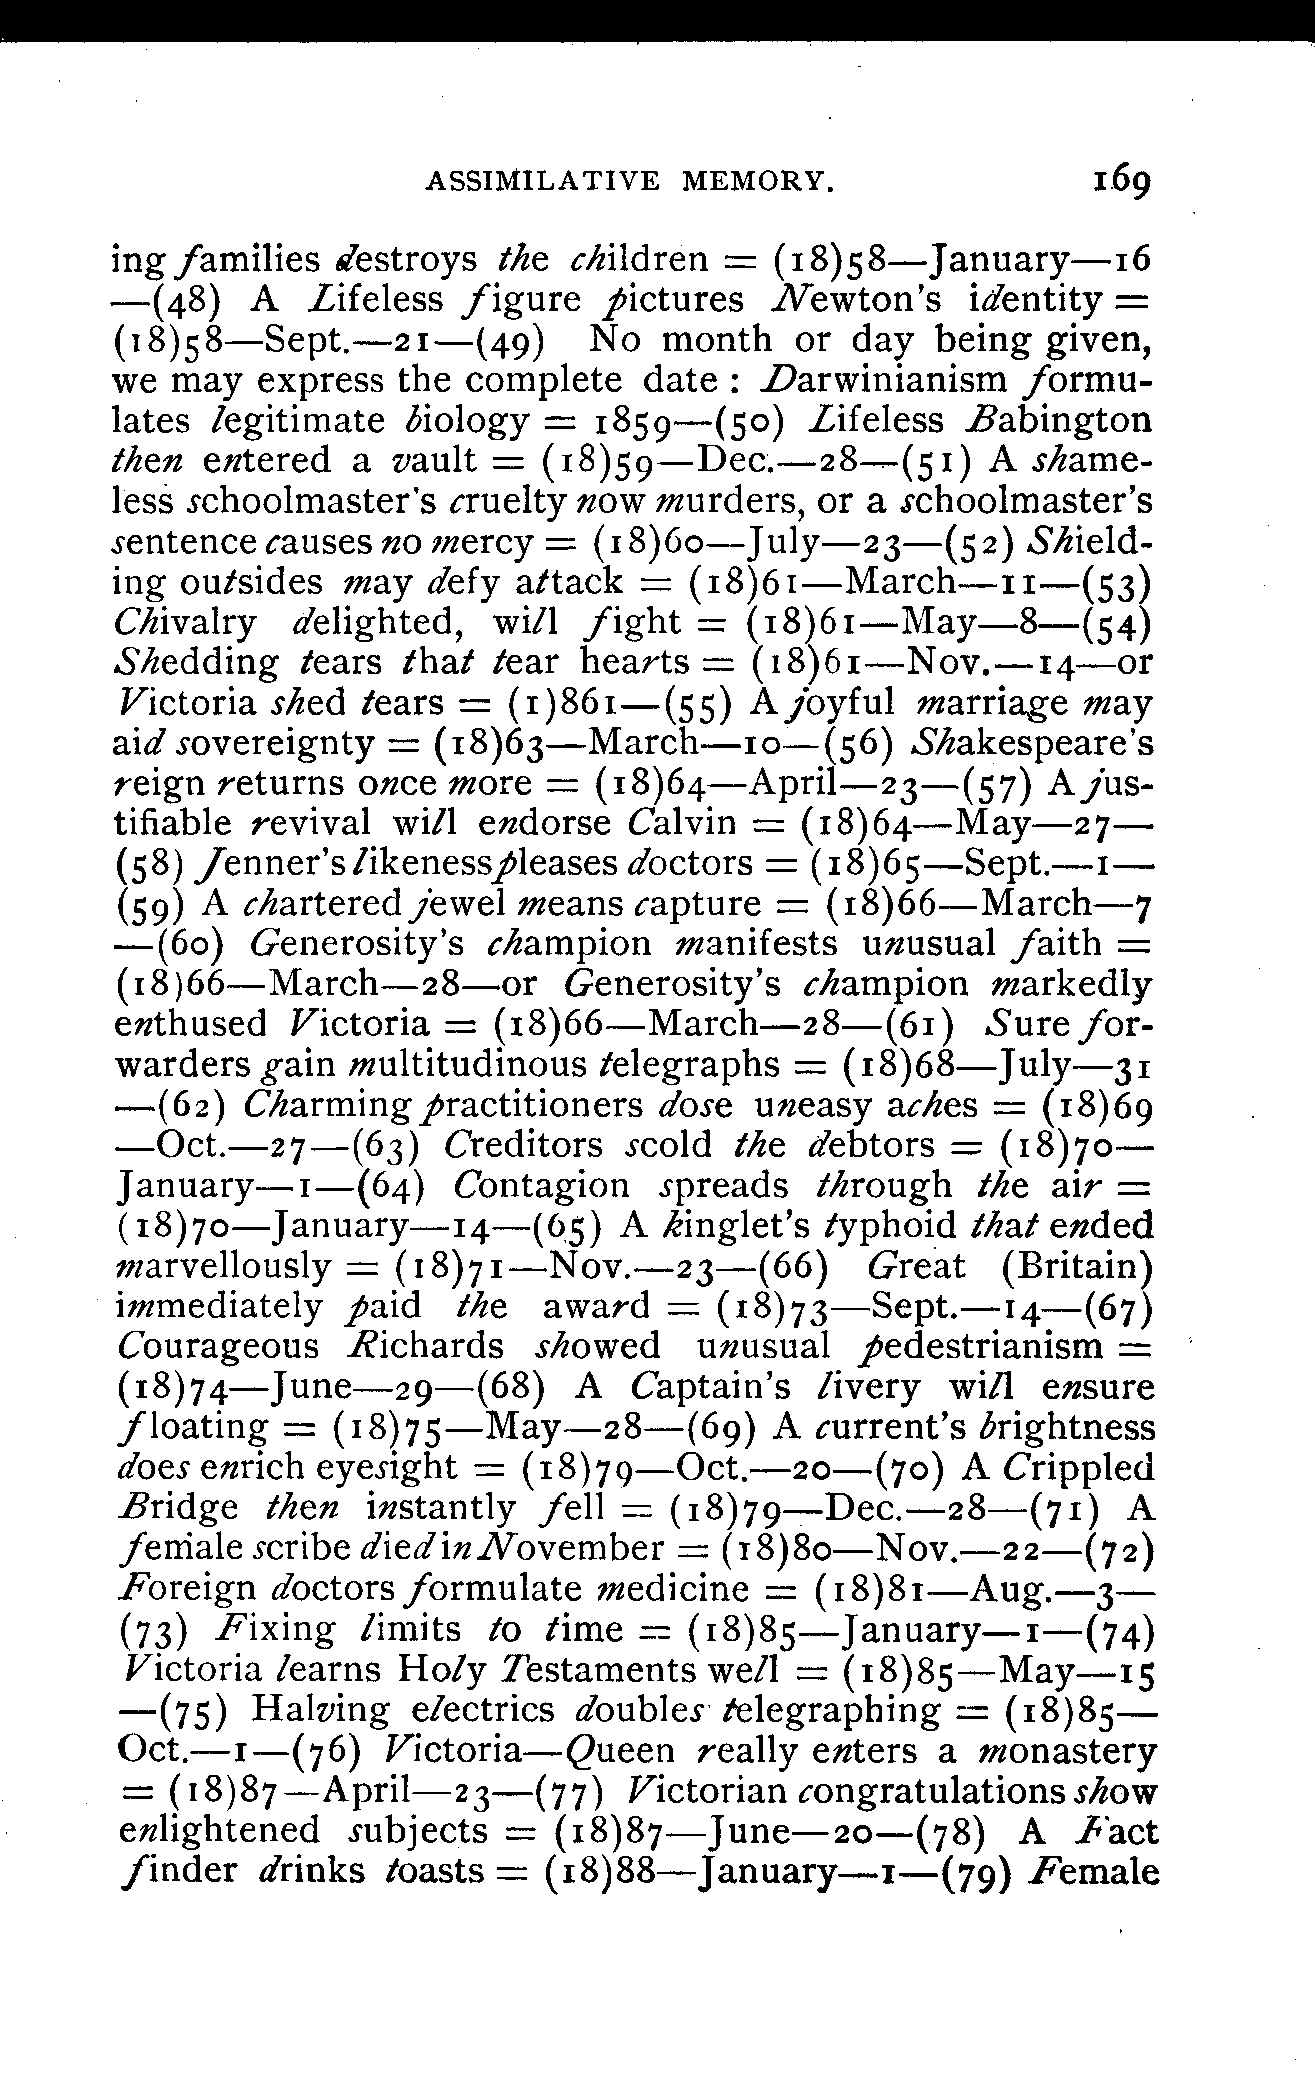 ASSIMILATIVE MEMORY. 169
ing families destroys the children = (18)58—January—16
—(48) A Lifeless figure pictures Newton's identity =
(18)58—Sept.—21—(49) No month or day being given,
we may express the complete date : Darwinianism formu-
lates legitimate biology = 1859—(50) Lifeless Babington
then entered a vault = (18)59—Dec.—28—(51) A shame-
less schoolmaster's cruelty now murders, or a schoolmaster's
sentence causes no mercy = (18)60—July—23—(52) Shield-
ing outsides may defy attack = (18)61—March—11—(53)
Chivalry delighted, will fight = (18)61—May—8—(54)
Shedding tears that tear hearts = (18)61—Nov.—14—or
Victoria shed tears = (1)861—(55) A joyful marriage may
aid sovereignty = (18)63—March—10—(56) Shakespeare's
reign returns once more = (18)64—April—23—(57) A jus-
tifiable revival will endorse Calvin = (18)64—May—27—
(58) Jenner's likeness pleases doctors = (18)65—Sept.—1—
(59) A chartered jewel means capture = (18)66—March—7
—(60) Generosity's champion manifests unusual faith =
(18)66—March—28—or Generosity's champion markedly
enthused Victoria = (18)66—March—28—(61) Sure for-
warders gain multitudinous telegraphs = (18)68—July—31
—(62) Charming practitioners dose uneasy aches = (18)69
—Oct.—27—(63) Creditors scold the debtors = (18)70—
January—1—(64) Contagion spreads through the air =
(18)70—January—14—(65) A kinglet's typhoid that ended
marvellously = (18)71—Nov.—23—(66) Great (Britain)
immediately paid the award = (18)73—Sept.—14—(67)
Courageous Richards showed unusual pedestrianism =
(18)74—June—29—(68) A Captain's livery will ensure
floating = (18)75—May—28—(69) A current's brightness
does enrich eyesight = (18)79—Oct.—20—(70) A Crippled
Bridge then instantly fell = (18)79—Dec.—28—(71) A
female scribe died in November = (18)80—Nov.—22—(72)
Foreign doctors formulate medicine = (18)81—Aug.—3—
(73) Fixing limits to time = (18)85—January—1—(74)
Victoria learns Holy Testaments well = (18)85—May—15
—(75) Halving electrics doubles telegraphing = (18)85—
Oct.—1—(76) Victoria—Queen really enters a monastery
= (18)87—April—23—(77) Victorian congratulations show
enlightened subjects = (18)87—June—20—(78) A Fact
finder drinks toasts = (18)88—January—1—(79) Female